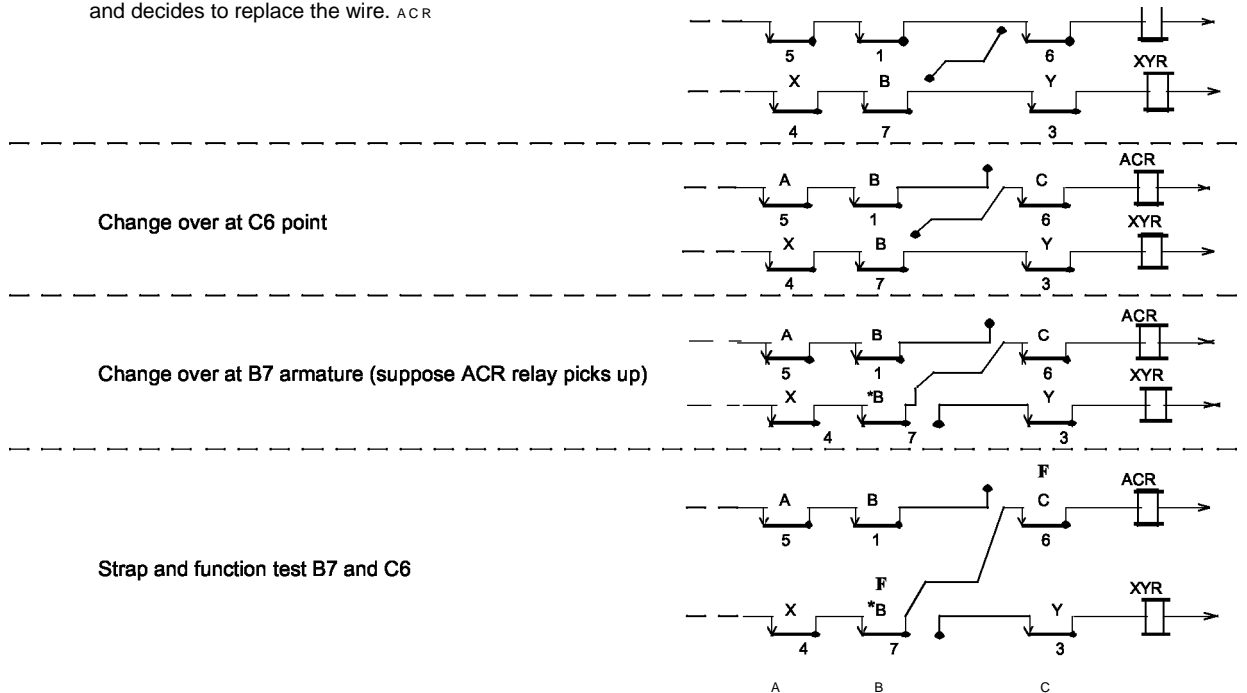 and decides to replace the wire. ACR
5 1 6
XYR
X B Y
4 7 3
ACR
A B C
5 1 6
Change over at C6 point
XYR
X B Y
4 7 3
ACR
A B C
5 1 6
Change over at B7 armature (suppose ACR relay picks up)
XYR
X *B Y
4 7 3
F
ACR
A B C
5 1 6
Strap and function test B7 and C6
F
XYR
X *B Y
4 7 3
A B C